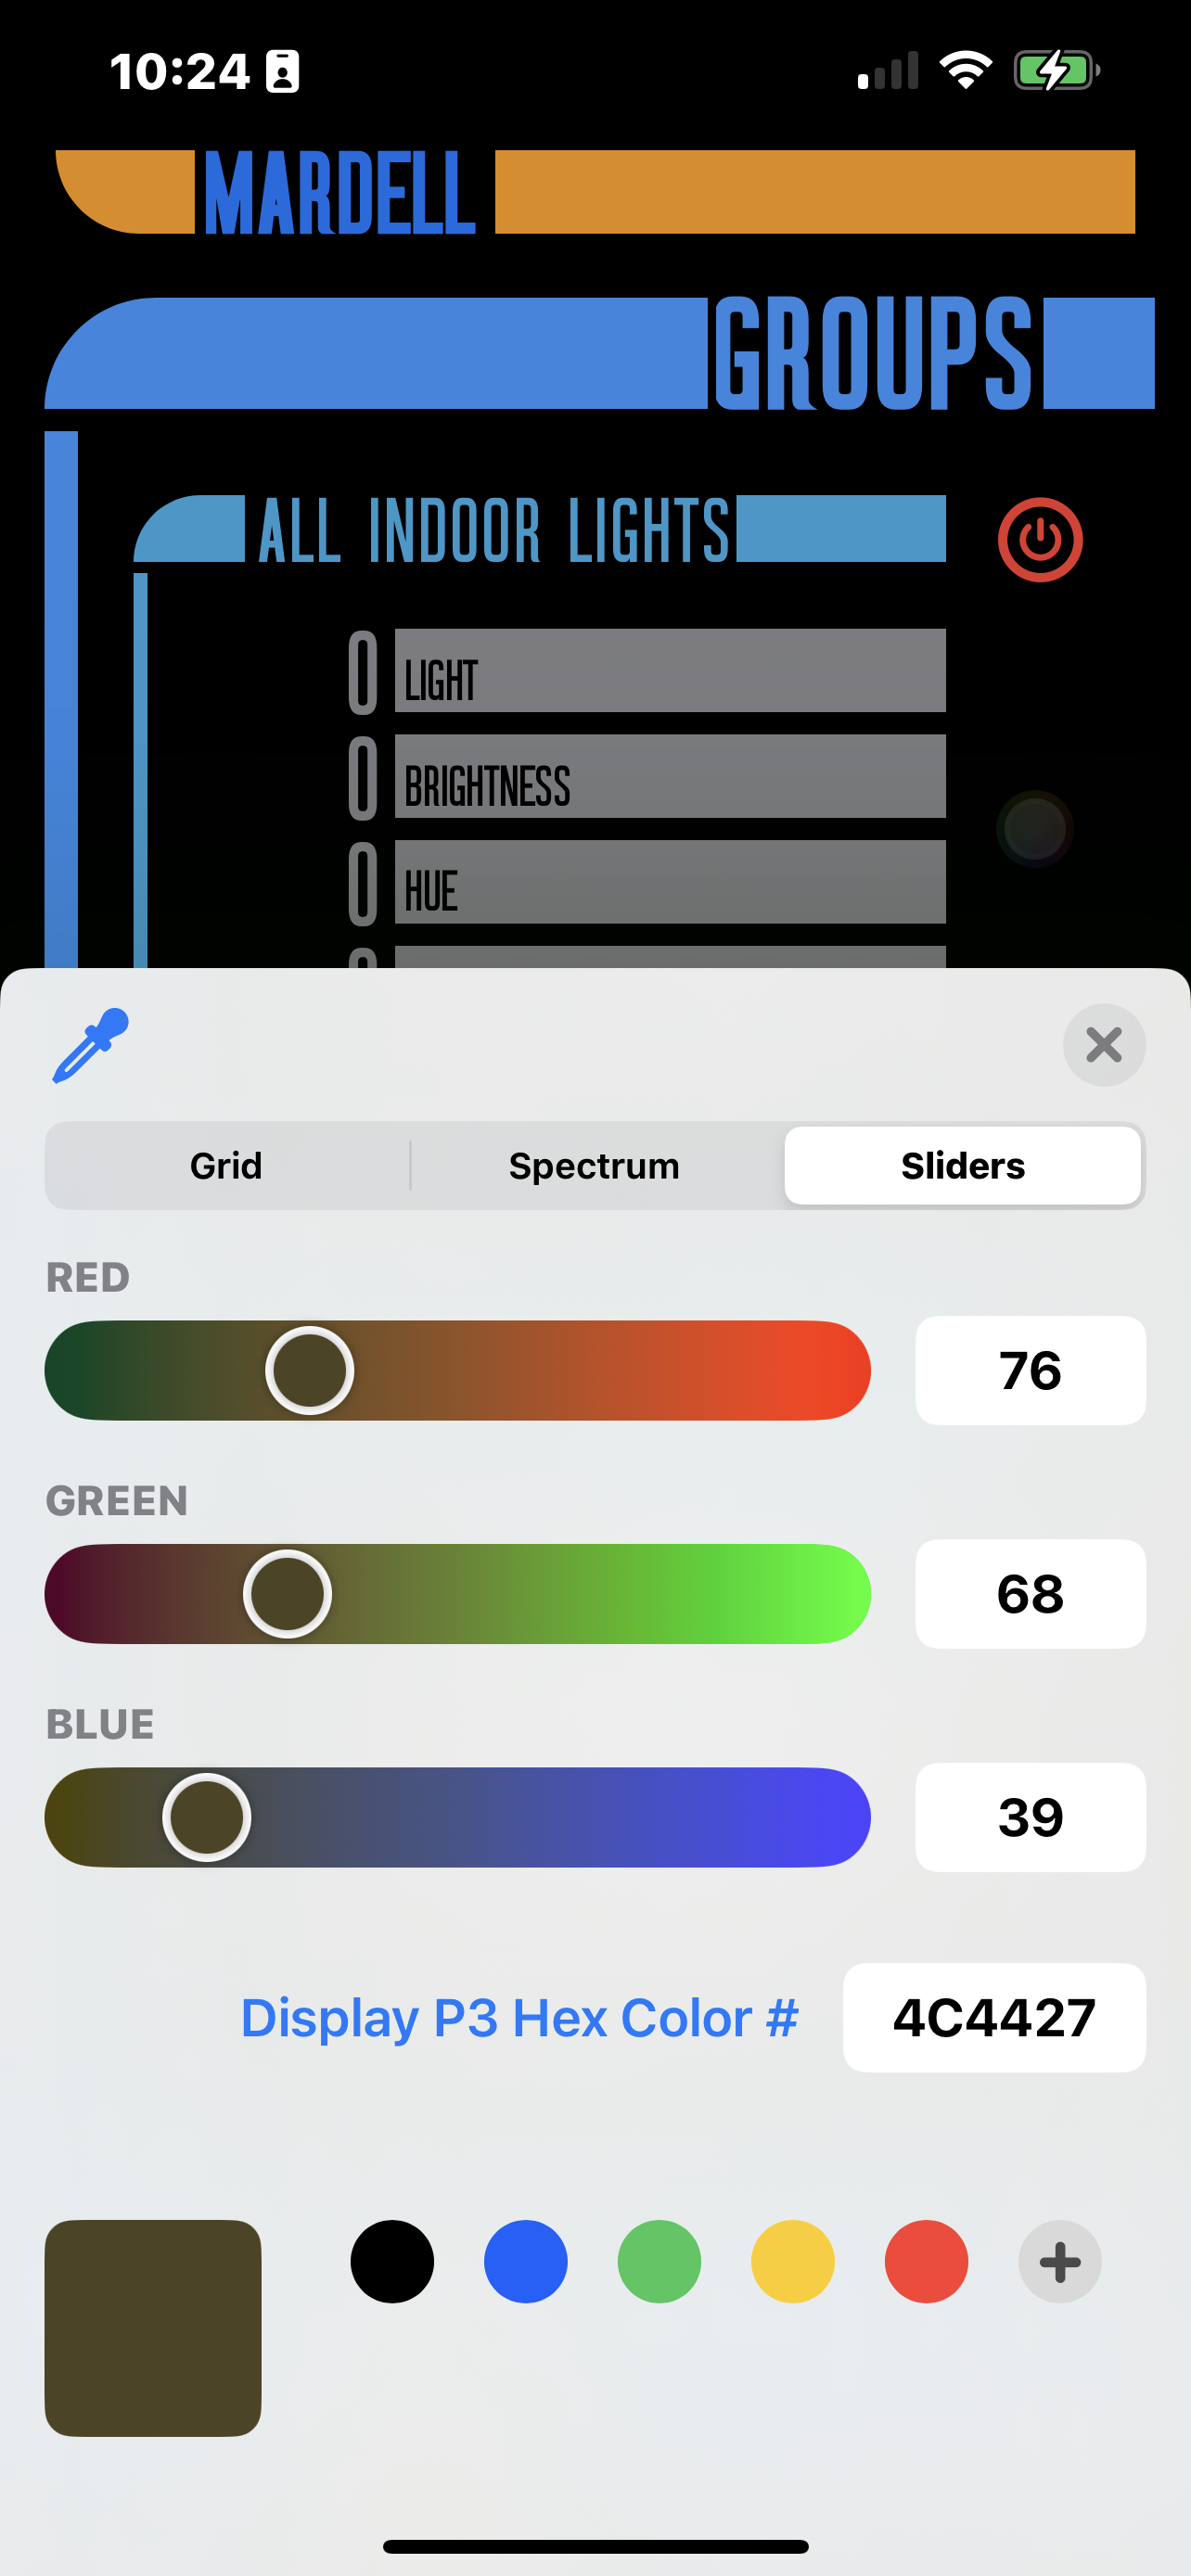 10:24
MARDELL
GROUPS
ALL INDOOR LIGHTS
0 LIGHT
0 BRIGHTNESS
0 HUE
Grid Spectrum Sliders
RED
76
GREEN
68
BLUE
39
Display P3 Hex Color # 4C4427